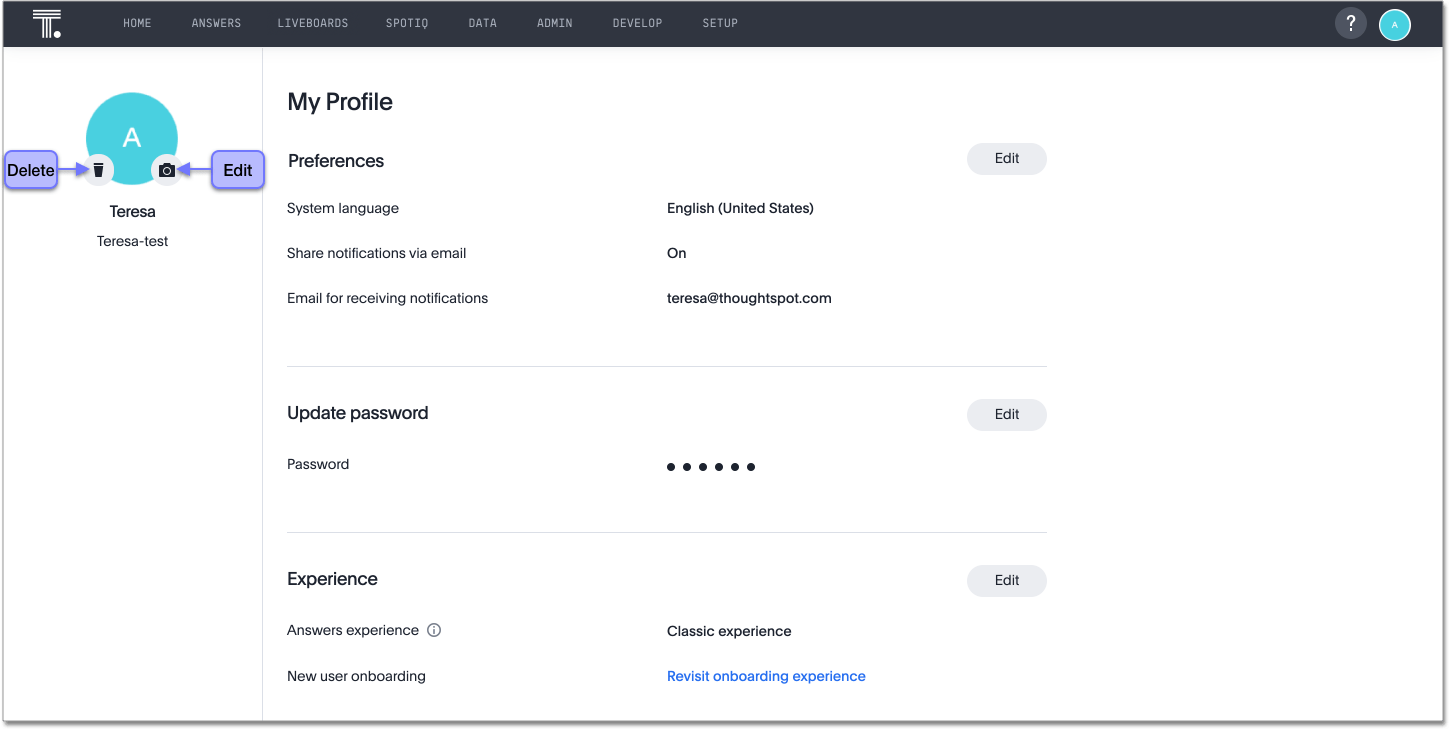 T. HOME ANSWERS LIVEBOARDS SPOTIQ DATA ADMIN DEVELOP SETUP ? A
A
Delete
Edit
Teresa
Teresa-test
My Profile
Preferences Edit
System language English (United States)
Share notifications via email On
Email for receiving notifications teresa@thoughtspot.com
Update password Edit
Password ● ● ● ● ● ●
Experience Edit
Answers experience Classic experience
New user onboarding Revisit onboarding experience